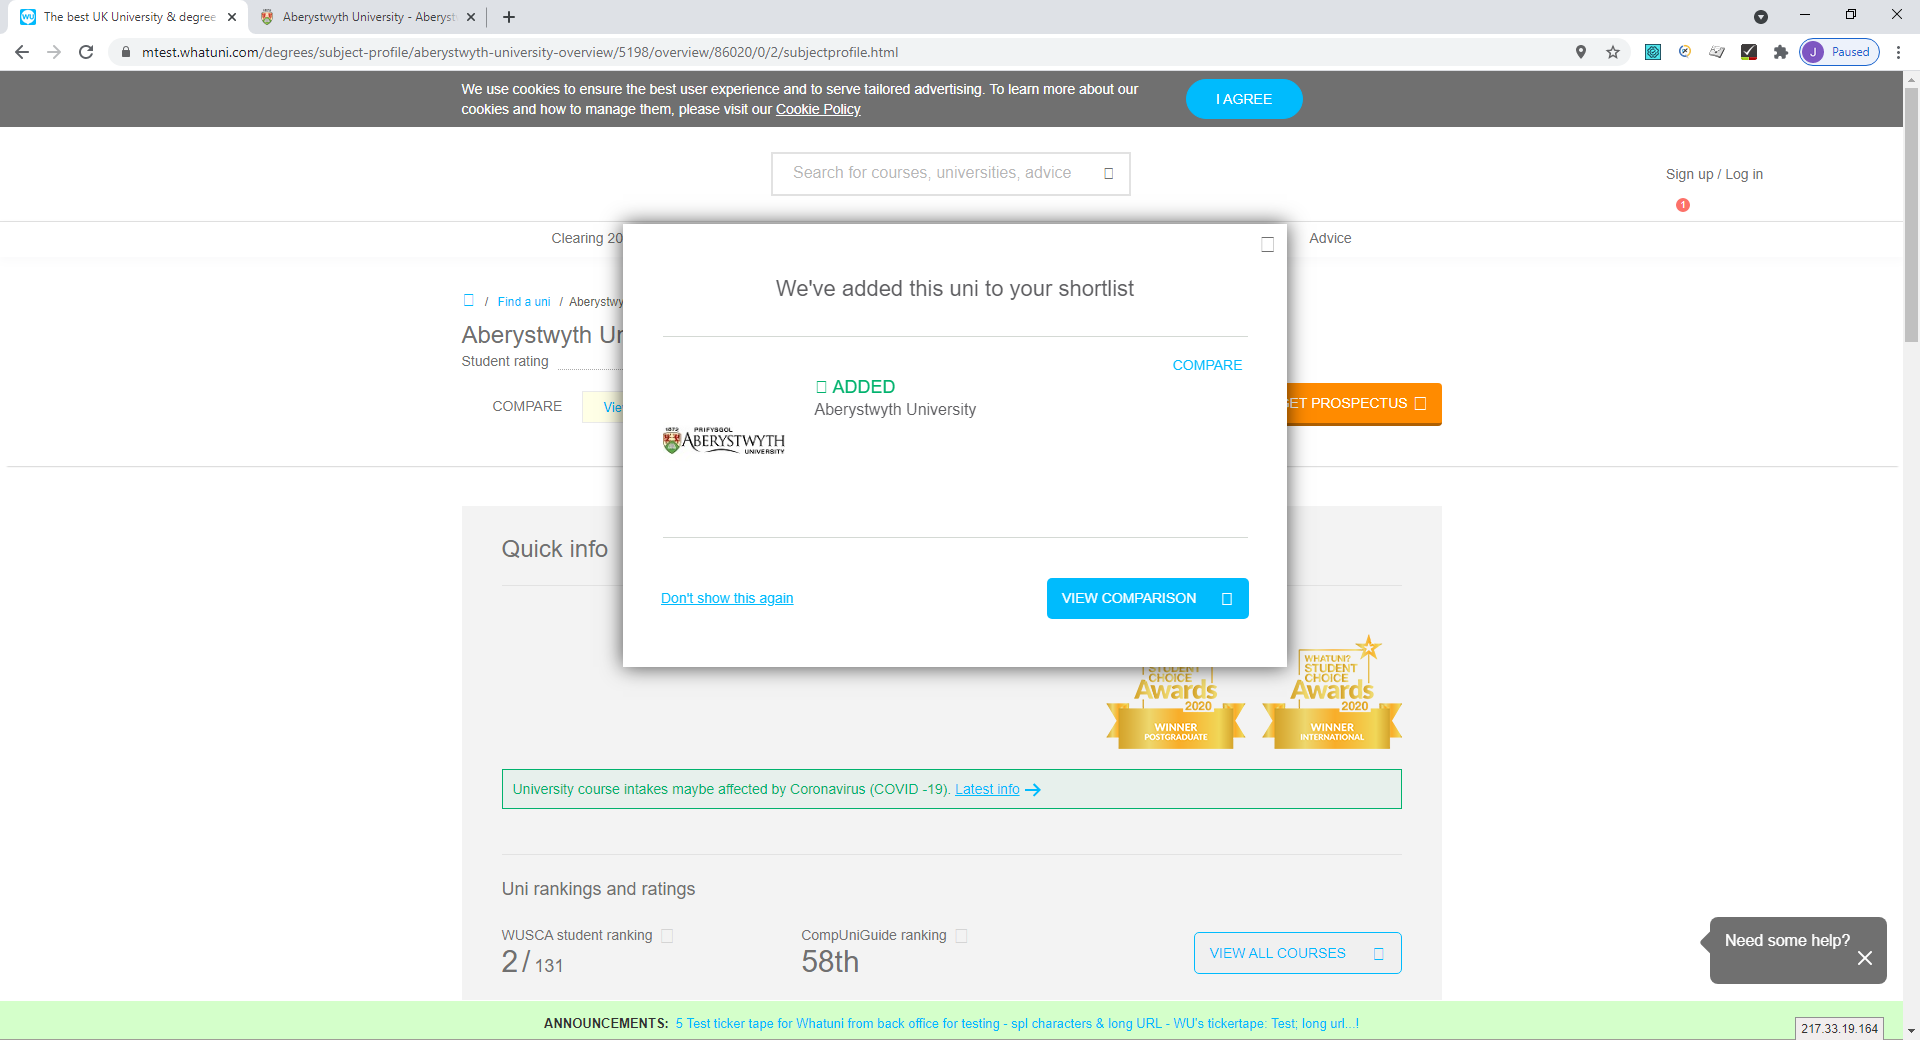 The best UK University & degree
Aberystwyth University - Aberyst
mtest.whatuni.com/degrees/subject-profile/aberystwyth-university-overview/5198/overview/86020/0/2/subjectprofile.html
J Paused
We use cookies to ensure the best user experience and to serve tailored advertising. To learn more about our
cookies and how to manage them, please visit our Cookie Policy
I AGREE
Search for courses, universities, advice
Sign up / Log in
1
Clearing 20
Advice
We've added this uni to your shortlist
/ Find a uni / Aberystwy
Aberystwyth Un
Student rating
COMPARE
ADDED
Aberystwyth University
COMPARE
View
GET PROSPECTUS
1872 PRIFYSGOL
ABERYSTWYTH
UNIVERSITY
Quick info
Don't show this again
VIEW COMPARISON
STUDENT
CHOICE
Awards
2020
WINNER
POSTGRADUATE
WHATUNI?
STUDENT
CHOICE
Awards
2020
WINNER
INTERNATIONAL
University course intakes maybe affected by Coronavirus (COVID -19). Latest info
Uni rankings and ratings
WUSCA student ranking
2 / 131
CompUniGuide ranking
58th
VIEW ALL COURSES
Need some help?
ANNOUNCEMENTS: 5 Test ticker tape for Whatuni from back office for testing - spl characters & long URL - WU's tickertape: Test; long url...!
217.33.19.164